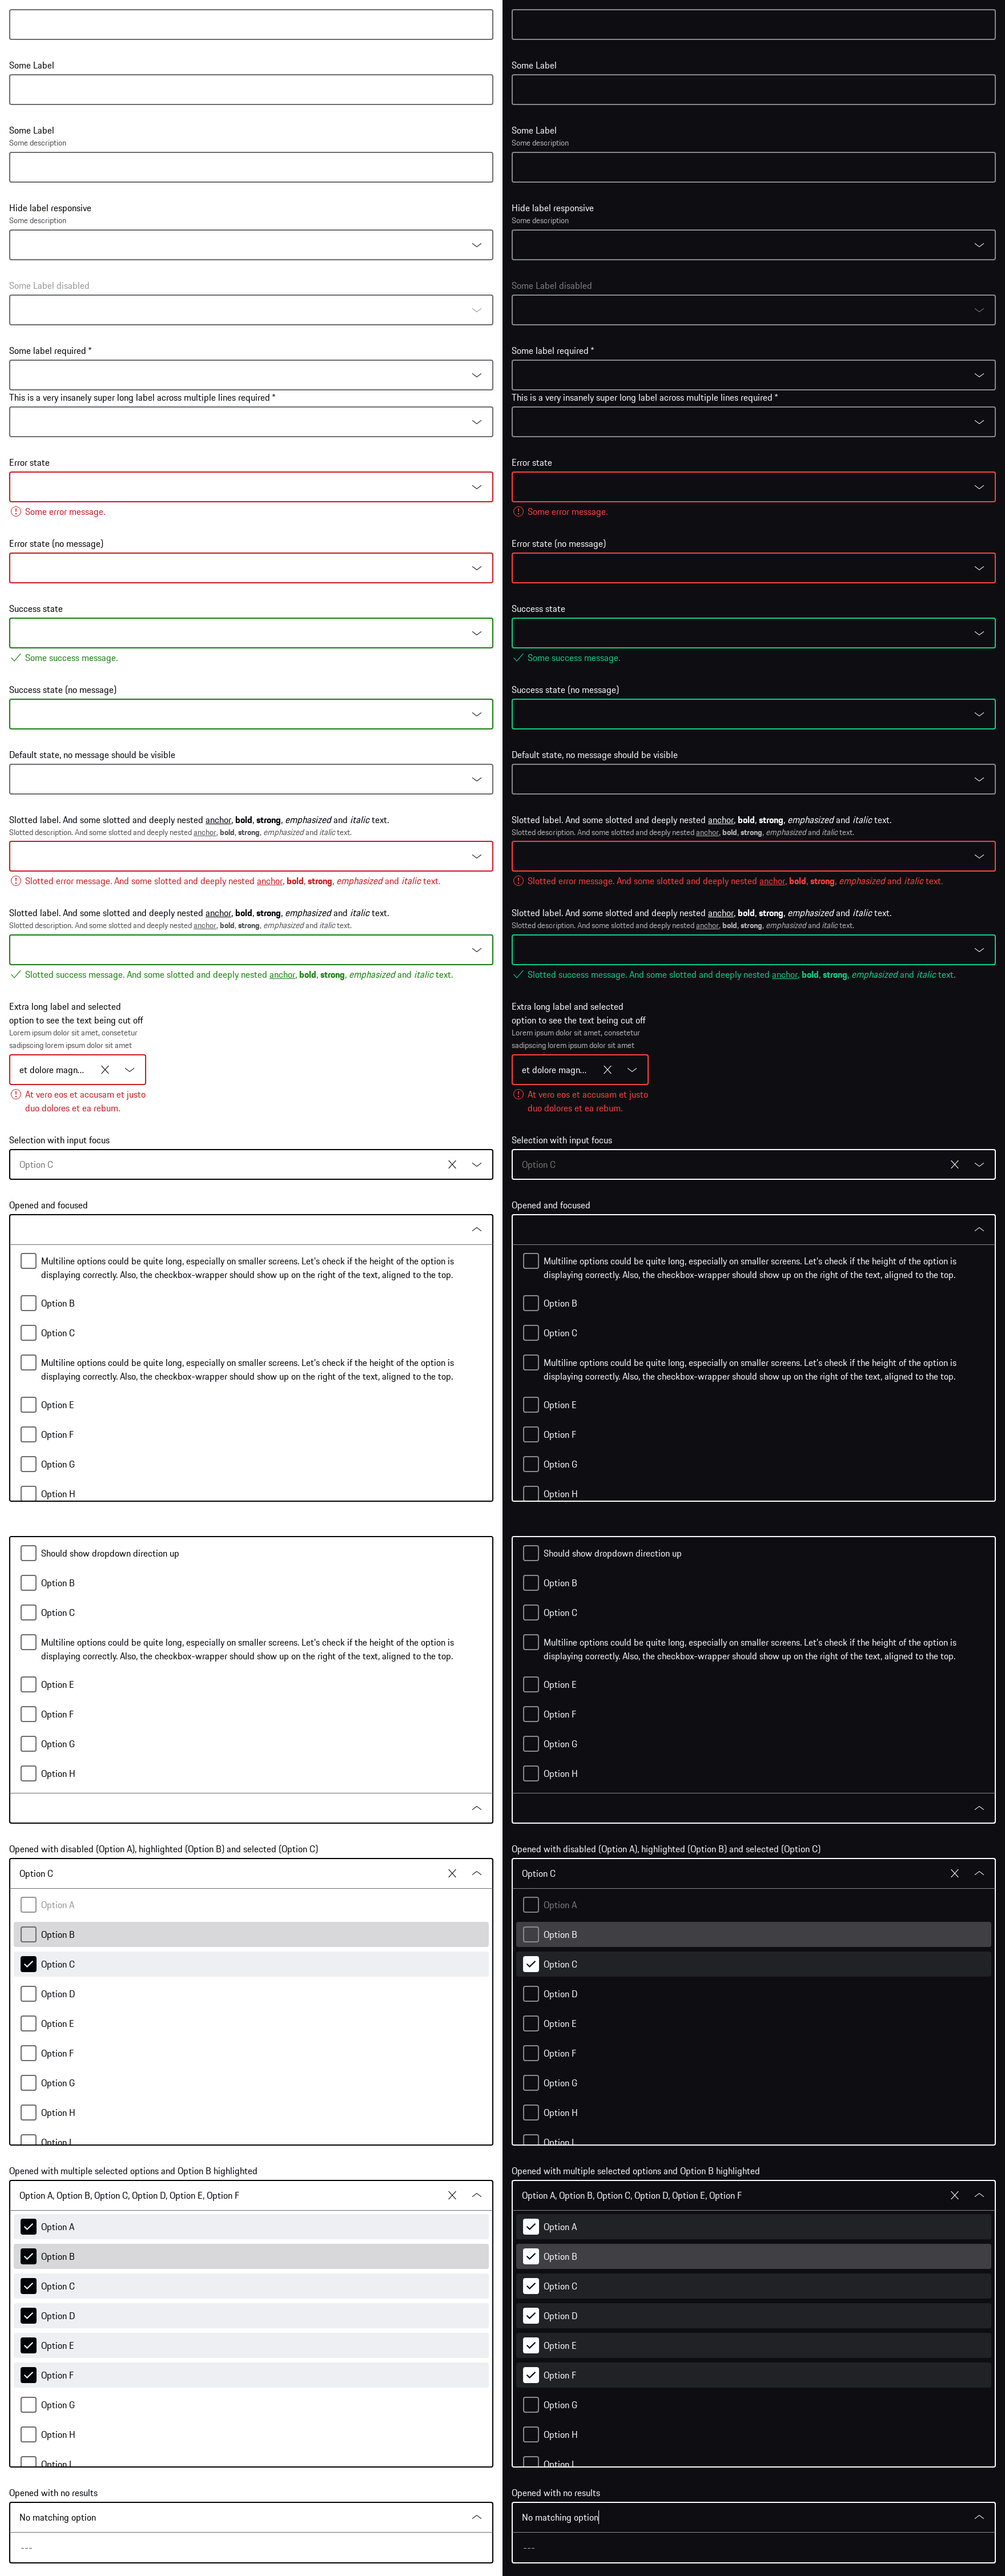 Some Label
Some Label
Some description
Hide label responsive
Some description
Some Label disabled
Some label required *
This is a very insanely super long label across multiple lines required *
Error state
Some error message.
Error state (no message)
Success state
Some success message.
Success state (no message)
Default state, no message should be visible
Slotted label. And some slotted and deeply nested anchor, bold, strong, emphasized and italic text.
Slotted description. And some slotted and deeply nested anchor, bold, strong, emphasized and italic text.
Slotted error message. And some slotted and deeply nested anchor, bold, strong, emphasized and italic text.
Slotted label. And some slotted and deeply nested anchor, bold, strong, emphasized and italic text.
Slotted description. And some slotted and deeply nested anchor, bold, strong, emphasized and italic text.
Slotted success message. And some slotted and deeply nested anchor, bold, strong, emphasized and italic text.
Extra long label and selected
option to see the text being cut off
Lorem ipsum dolor sit amet, consetetur
sadipscing lorem ipsum dolor sit amet
et dolore magn...
At vero eos et accusam et justo
duo dolores et ea rebum.
Selection with input focus
Option C
Opened and focused
Multiline options could be quite long, especially on smaller screens. Let's check if the height of the option is
displaying correctly. Also, the checkbox-wrapper should show up on the right of the text, aligned to the top.
Option B
Option C
Multiline options could be quite long, especially on smaller screens. Let's check if the height of the option is
displaying correctly. Also, the checkbox-wrapper should show up on the right of the text, aligned to the top.
Option E
Option F
Option G
Option H
Should show dropdown direction up
Option B
Option C
Multiline options could be quite long, especially on smaller screens. Let's check if the height of the option is
displaying correctly. Also, the checkbox-wrapper should show up on the right of the text, aligned to the top.
Option E
Option F
Option G
Option H
Opened with disabled (Option A), highlighted (Option B) and selected (Option C)
Option C
Option A
Option B
Option C
Option D
Option E
Option F
Option G
Option H
Option I
Opened with multiple selected options and Option B highlighted
Option A, Option B, Option C, Option D, Option E, Option F
Option A
Option B
Option C
Option D
Option E
Option F
Option G
Option H
Option I
Opened with no results
No matching option
---
Some Label
Some Label
Some description
Hide label responsive
Some description
Some Label disabled
Some label required *
This is a very insanely super long label across multiple lines required *
Error state
Some error message.
Error state (no message)
Success state
Some success message.
Success state (no message)
Default state, no message should be visible
Slotted label. And some slotted and deeply nested anchor, bold, strong, emphasized and italic text.
Slotted description. And some slotted and deeply nested anchor, bold, strong, emphasized and italic text.
Slotted error message. And some slotted and deeply nested anchor, bold, strong, emphasized and italic text.
Slotted label. And some slotted and deeply nested anchor, bold, strong, emphasized and italic text.
Slotted description. And some slotted and deeply nested anchor, bold, strong, emphasized and italic text.
Slotted success message. And some slotted and deeply nested anchor, bold, strong, emphasized and italic text.
Extra long label and selected
option to see the text being cut off
Lorem ipsum dolor sit amet, consetetur
sadipscing lorem ipsum dolor sit amet
et dolore magn...
At vero eos et accusam et justo
duo dolores et ea rebum.
Selection with input focus
Option C
Opened and focused
Multiline options could be quite long, especially on smaller screens. Let's check if the height of the option is
displaying correctly. Also, the checkbox-wrapper should show up on the right of the text, aligned to the top.
Option B
Option C
Multiline options could be quite long, especially on smaller screens. Let's check if the height of the option is
displaying correctly. Also, the checkbox-wrapper should show up on the right of the text, aligned to the top.
Option E
Option F
Option G
Option H
Should show dropdown direction up
Option B
Option C
Multiline options could be quite long, especially on smaller screens. Let's check if the height of the option is
displaying correctly. Also, the checkbox-wrapper should show up on the right of the text, aligned to the top.
Option E
Option F
Option G
Option H
Opened with disabled (Option A), highlighted (Option B) and selected (Option C)
Option C
Option A
Option B
Option C
Option D
Option E
Option F
Option G
Option H
Option I
Opened with multiple selected options and Option B highlighted
Option A, Option B, Option C, Option D, Option E, Option F
Option A
Option B
Option C
Option D
Option E
Option F
Option G
Option H
Option I
Opened with no results
No matching option
---